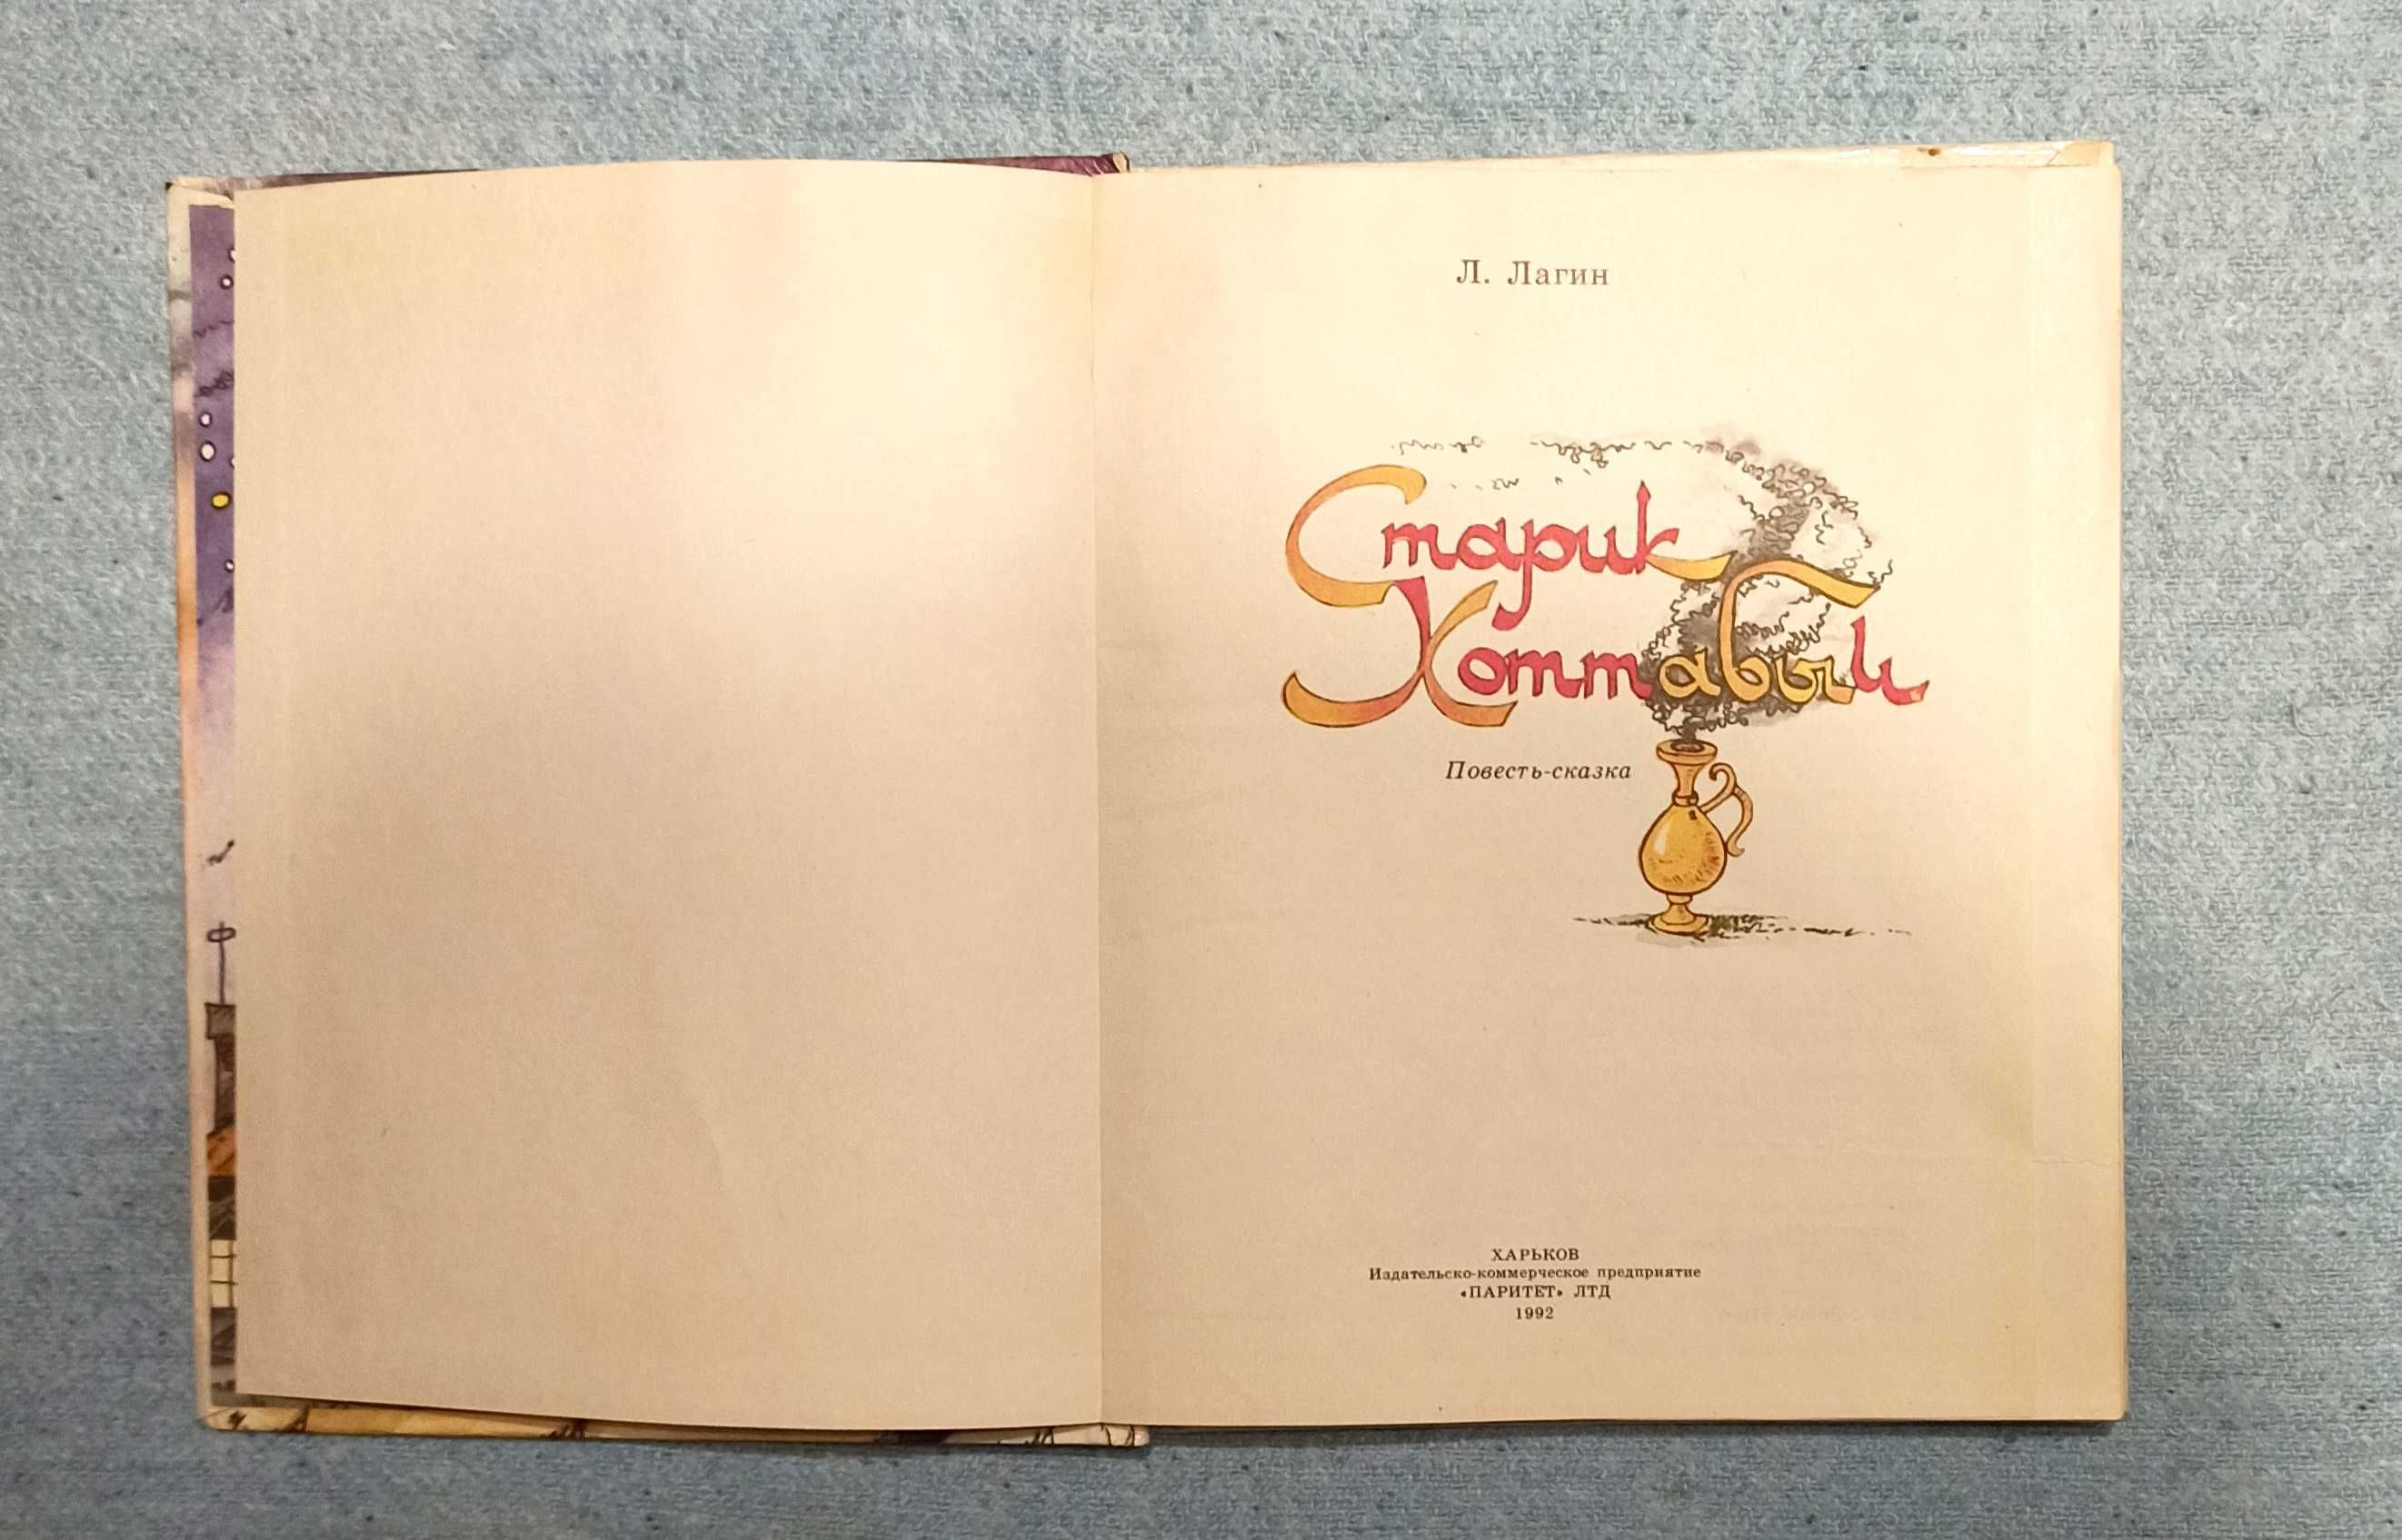 Л. Лагин
Старик
Хоттабыч
Повесть-сказка
ХАРЬКОВ
Издательско-коммерческое предприятие
«ПАРИТЕТ» ЛТД
1992